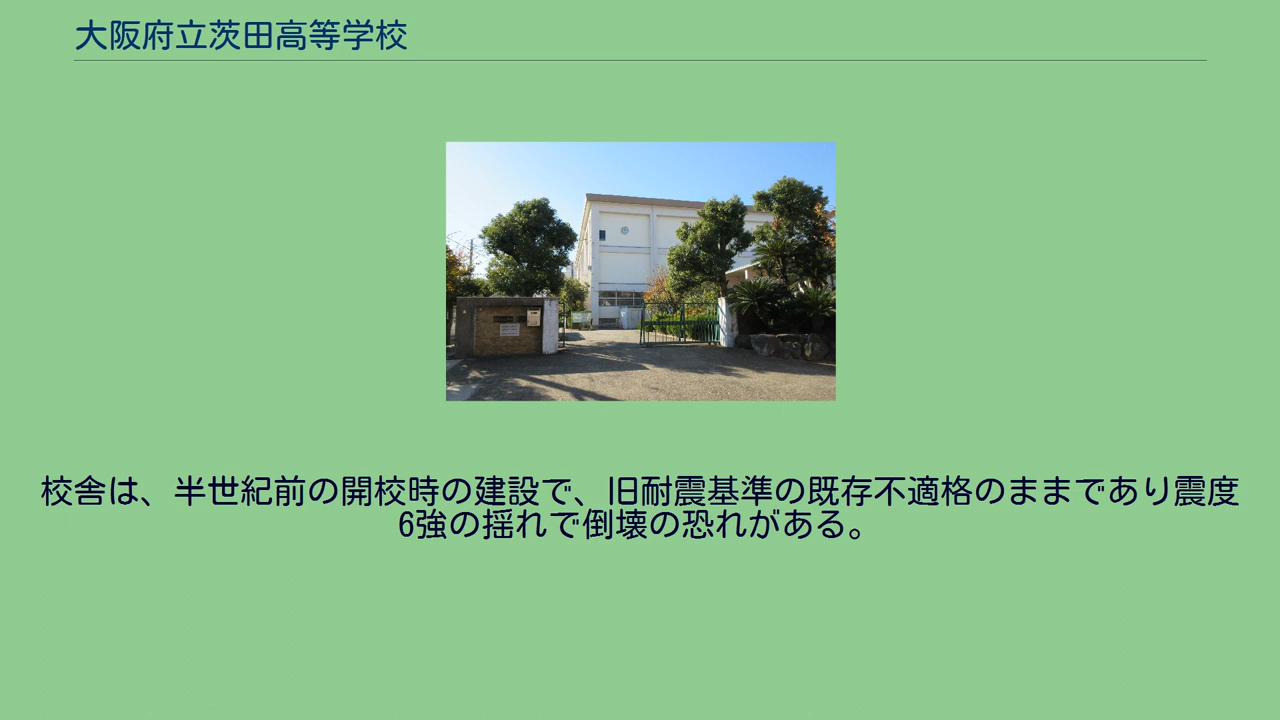 大阪府立茨田高等学校
校舎は、半世紀前の開校時の建設で、旧耐震基準の既存不適格のままであり震度
6強の揺れで倒壊の恐れがある。